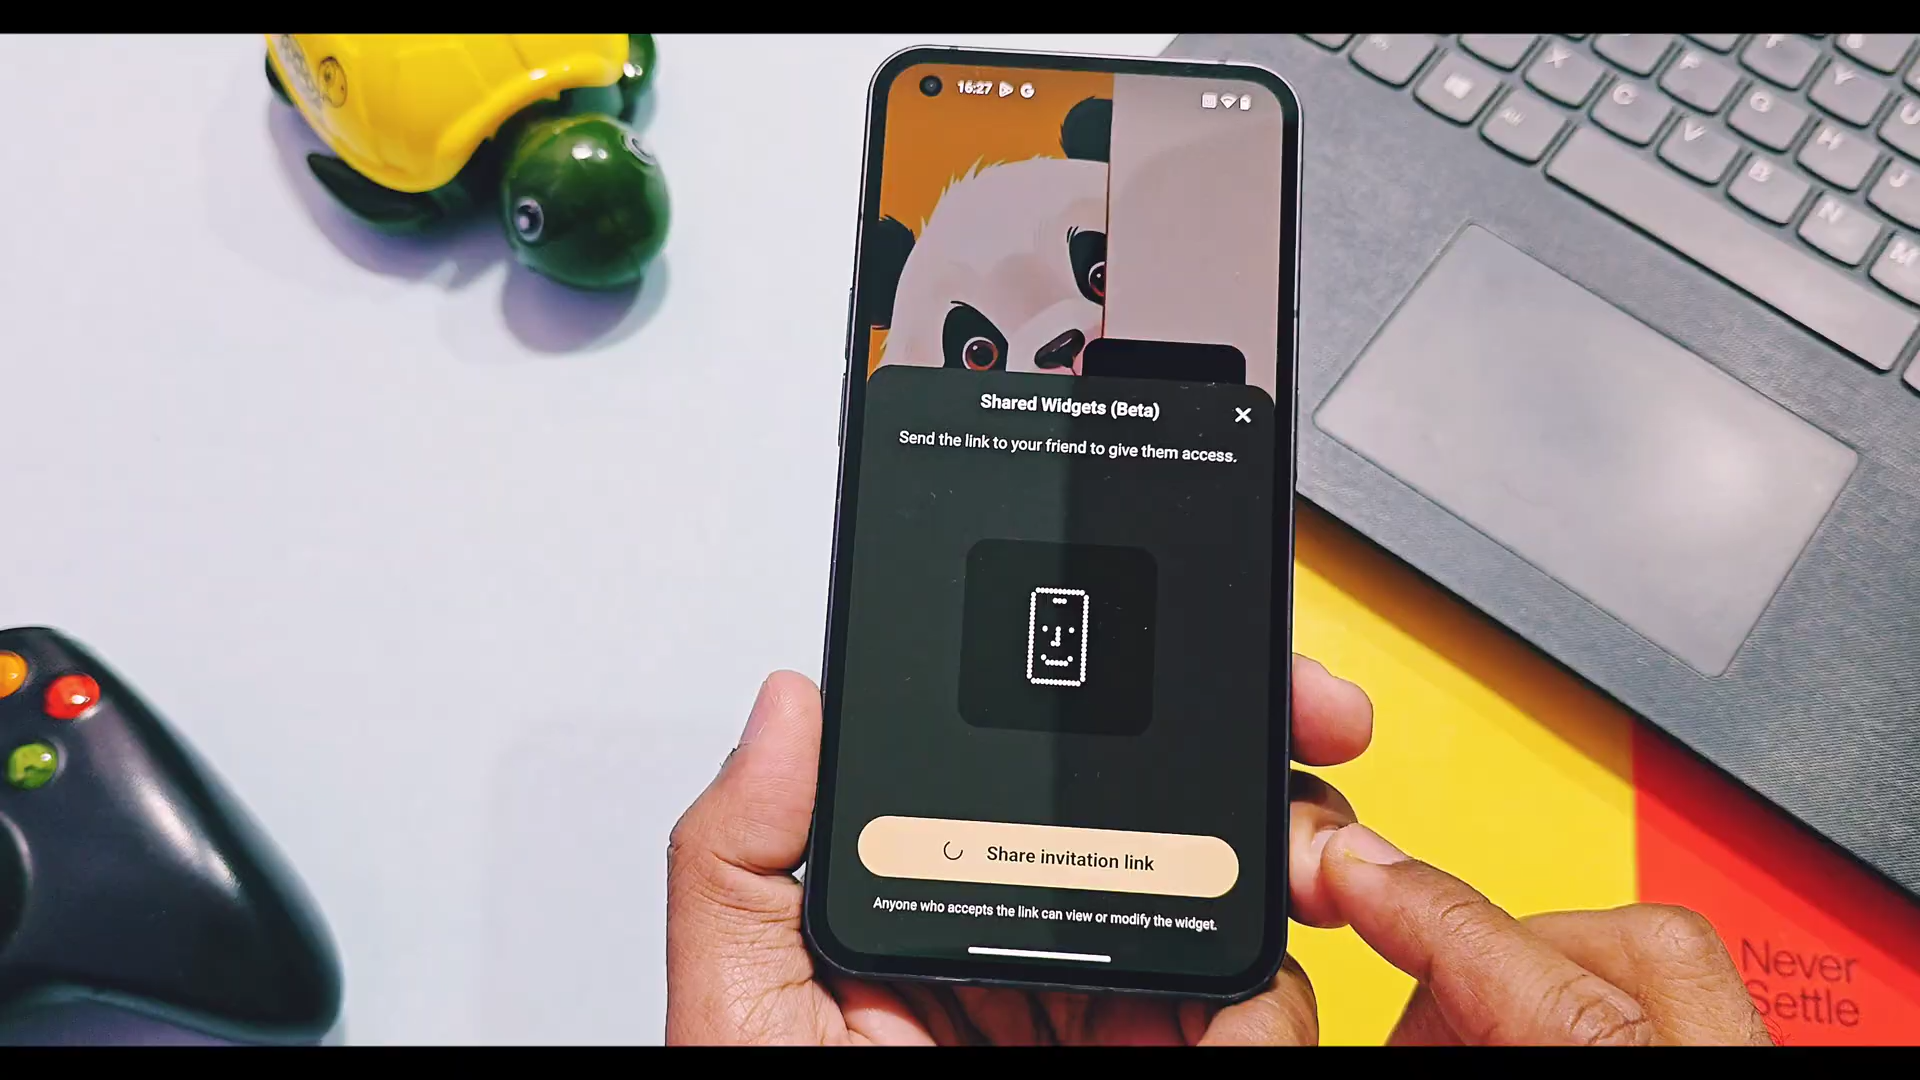 16:27
Shared Widgets (Beta)
Send the link to your friend to give them access.
Share invitation link
Anyone who accepts the link can view or modify the widget.
Never
Settle
X
C
F
V
G
Y
B
H
N
J
M